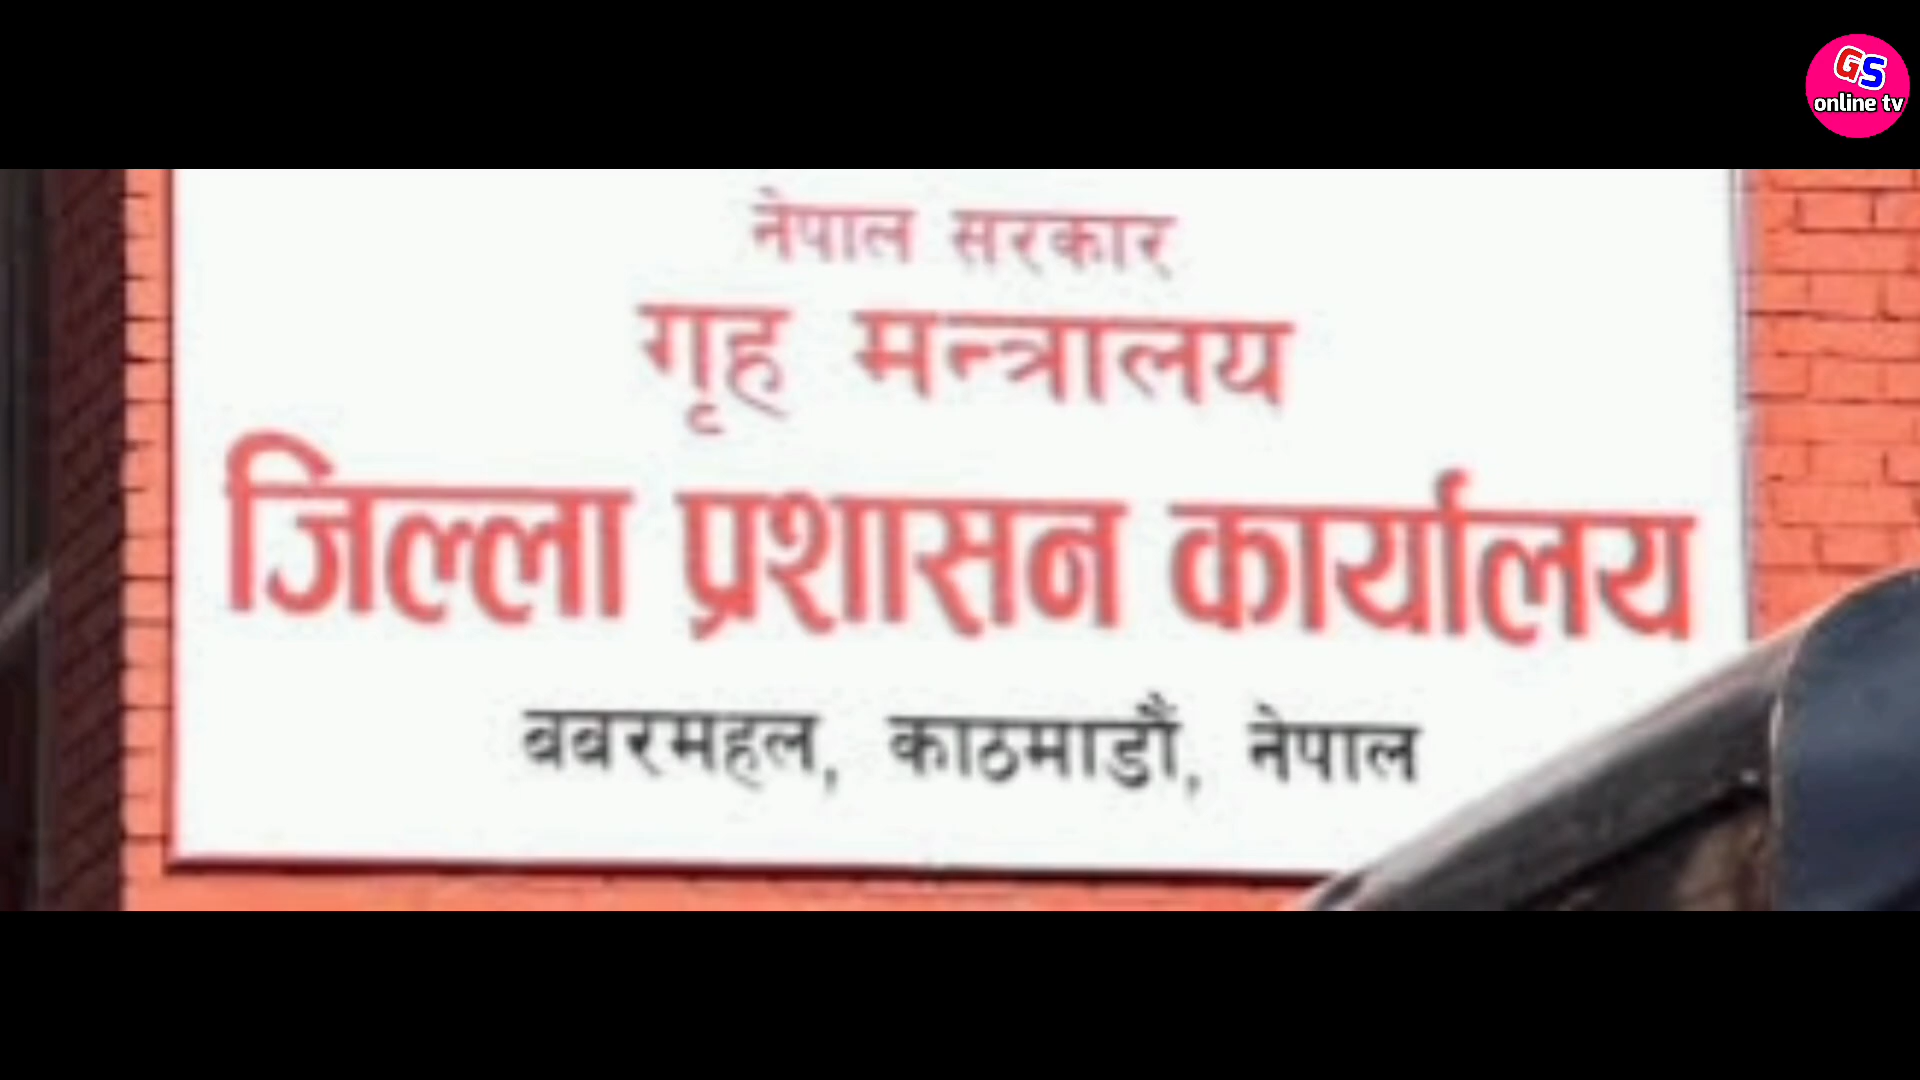 GS
online tv
नेपाल सरकार
गृह मन्त्रालय
जिल्ला प्रशासन कार्यालय
बबरमहल, काठमाडौं, नेपाल